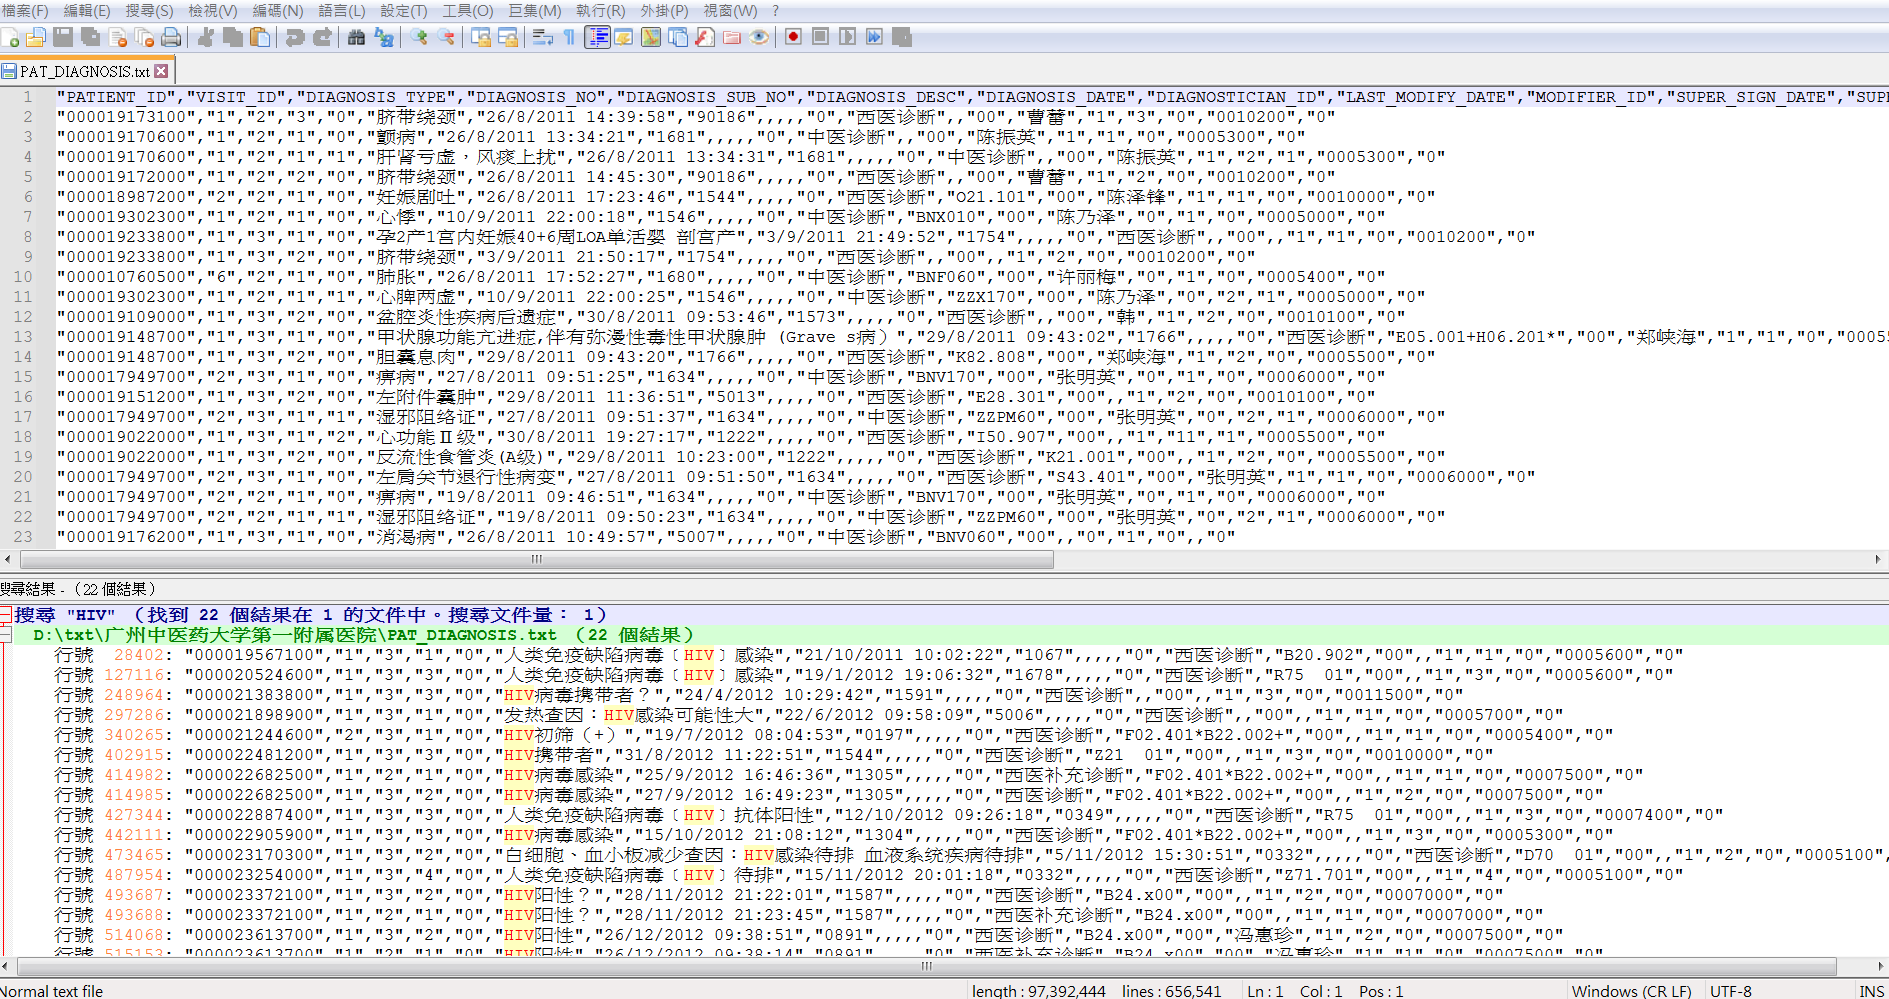 檔案(F) 編輯(E) 搜尋(S) 檢視(V) 編碼(N) 語言(L) 設定(T) 工具(O) 巨集(M) 執行(R) 外掛(P) 視窗(W) ?
PAT_DIAGNOSIS.txt
1 "PATIENT_ID","VISIT_ID","DIAGNOSIS_TYPE","DIAGNOSIS_NO","DIAGNOSIS_SUB_NO","DIAGNOSIS_DESC","DIAGNOSIS_DATE","DIAGNOSTICIAN_ID","LAST_MODIFY_DATE","MODIFIER_ID","SUPER_SIGN_DATE","SUPE
2 "000019173100","1","2","3","0","脐带绕颈","26/8/2011 14:39:58","90186",,,,,"0","西医诊断",,"00","曹蕾","1","3","0","0010200","0"
3 "000019170600","1","2","1","0","颤病","26/8/2011 13:34:21","1681",,,,,"0","中医诊断",,"00","陈振英","1","1","0","0005300","0"
4 "000019170600","1","2","1","1","肝肾亏虚，风痰上扰","26/8/2011 13:34:31","1681",,,,,"0","中医诊断",,"00","陈振英","1","2","1","0005300","0"
5 "000019172000","1","2","2","0","脐带绕颈","26/8/2011 14:45:30","90186",,,,,"0","西医诊断",,"00","曹蕾","1","2","0","0010200","0"
6 "000018987200","2","2","1","0","妊娠剧吐","26/8/2011 17:23:46","1544",,,,,"0","西医诊断","O21.101","00","陈泽锋","1","1","0","0010000","0"
7 "000019302300","1","2","1","0","心悸","10/9/2011 22:00:18","1546",,,,,"0","中医诊断","BNX010","00","陈乃泽","0","1","0","0005000","0"
8 "000019233800","1","3","1","0","孕2产1宫内妊娠40+6周LOA单活婴 剖宫产","3/9/2011 21:49:52","1754",,,,,"0","西医诊断",,"00",,"1","1","0","0010200","0"
9 "000019233800","1","3","2","0","脐带绕颈","3/9/2011 21:50:17","1754",,,,,"0","西医诊断",,"00",,"1","2","0","0010200","0"
10 "000010760500","6","2","1","0","肺胀","26/8/2011 17:52:27","1680",,,,,"0","中医诊断","BNF060","00","许丽梅","0","1","0","0005400","0"
11 "000019302300","1","2","1","1","心脾两虚","10/9/2011 22:00:25","1546",,,,,"0","中医诊断","ZZX170","00","陈乃泽","0","2","1","0005000","0"
12 "000019109000","1","3","2","0","盆腔炎性疾病后遗症","30/8/2011 09:53:46","1573",,,,,"0","西医诊断",,"00","韩","1","2","0","0010100","0"
13 "000019148700","1","3","1","0","甲状腺功能亢进症,伴有弥漫性毒性甲状腺肿 (Grave s病）","29/8/2011 09:43:02","1766",,,,,"0","西医诊断","E05.001+H06.201*","00","郑峡海","1","1","0","00055
14 "000019148700","1","3","2","0","胆囊息肉","29/8/2011 09:43:20","1766",,,,,"0","西医诊断","K82.808","00","郑峡海","1","2","0","0005500","0"
15 "000017949700","2","3","1","0","痹病","27/8/2011 09:51:25","1634",,,,,"0","中医诊断","BNV170","00","张明英","0","1","0","0006000","0"
16 "000019151200","1","3","2","0","左附件囊肿","29/8/2011 11:36:51","5013",,,,,"0","西医诊断","E28.301","00",,"1","2","0","0010100","0"
17 "000017949700","2","3","1","1","湿邪阻络证","27/8/2011 09:51:37","1634",,,,,"0","中医诊断","ZZPM60","00","张明英","0","2","1","0006000","0"
18 "000019022000","1","3","1","2","心功能Ⅱ级","30/8/2011 19:27:17","1222",,,,,"0","西医诊断","I50.907","00",,"1","11","1","0005500","0"
19 "000019022000","1","3","2","0","反流性食管炎(A级)","29/8/2011 10:23:00","1222",,,,,"0","西医诊断","K21.001","00",,"1","2","0","0005500","0"
20 "000017949700","2","3","1","0","左肩关节退行性病变","27/8/2011 09:51:50","1634",,,,,"0","西医诊断","S43.401","00","张明英","1","1","0","0006000","0"
21 "000017949700","2","2","1","0","痹病","19/8/2011 09:46:51","1634",,,,,"0","中医诊断","BNV170","00","张明英","0","1","0","0006000","0"
22 "000017949700","2","2","1","1","湿邪阻络证","19/8/2011 09:50:23","1634",,,,,"0","中医诊断","ZZPM60","00","张明英","0","2","1","0006000","0"
23 "000019176200","1","3","1","0","消渴病","26/8/2011 10:49:57","5007",,,,,"0","中医诊断","BNV060","00",,"0","1","0",,"0"
搜尋結果 - （22 個結果）
搜尋 "HIV" （找到 22 個結果在 1 的文件中。搜尋文件量： 1）
D:\txt\广州中医药大学第一附属医院\PAT_DIAGNOSIS.txt （22 個結果）
行號 28402: "000019567100","1","3","1","0","人类免疫缺陷病毒〔HIV〕感染","21/10/2011 10:02:22","1067",,,,,"0","西医诊断","B20.902","00",,"1","1","0","0005600","0"
行號 127116: "000020524600","1","3","3","0","人类免疫缺陷病毒〔HIV〕感染","19/1/2012 19:06:32","1678",,,,,"0","西医诊断","R75  01","00",,"1","3","0","0005600","0"
行號 248964: "000021383800","1","3","3","0","HIV病毒携带者？","24/4/2012 10:29:42","1591",,,,,"0","西医诊断",,"00",,"1","3","0","0011500","0"
行號 297286: "000021898900","1","3","1","0","发热查因：HIV感染可能性大","22/6/2012 09:58:09","5006",,,,,"0","西医诊断",,"00",,"1","1","0","0005700","0"
行號 340265: "000021244600","2","3","1","0","HIV初筛（+）","19/7/2012 08:04:53","0197",,,,,"0","西医诊断","F02.401*B22.002+","00",,"1","1","0","0005400","0"
行號 402915: "000022481200","1","3","3","0","HIV携带者","31/8/2012 11:22:51","1544",,,,,"0","西医诊断","Z21  01","00",,"1","3","0","0010000","0"
行號 414982: "000022682500","1","2","1","0","HIV病毒感染","25/9/2012 16:46:36","1305",,,,,"0","西医补充诊断","F02.401*B22.002+","00",,"1","1","0","0007500","0"
行號 414985: "000022682500","1","3","2","0","HIV病毒感染","27/9/2012 16:49:23","1305",,,,,"0","西医诊断","F02.401*B22.002+","00",,"1","2","0","0007500","0"
行號 427344: "000022887400","1","3","3","0","人类免疫缺陷病毒〔HIV〕抗体阳性","12/10/2012 09:26:18","0349",,,,,"0","西医诊断","R75  01","00",,"1","3","0","0007400","0"
行號 442111: "000022905900","1","3","3","0","HIV病毒感染","15/10/2012 21:08:12","1304",,,,,"0","西医诊断","F02.401*B22.002+","00",,"1","3","0","0005300","0"
行號 473465: "000023170300","1","3","2","0","白细胞、血小板减少查因：HIV感染待排 血液系统疾病待排","5/11/2012 15:30:51","0332",,,,,"0","西医诊断","D70  01","00",,"1","2","0","0005100",
行號 487954: "000023254000","1","3","4","0","人类免疫缺陷病毒〔HIV〕待排","15/11/2012 20:01:18","0332",,,,,"0","西医诊断","Z71.701","00",,"1","4","0","0005100","0"
行號 493687: "000023372100","1","3","2","0","HIV阳性？","28/11/2012 21:22:01","1587",,,,,"0","西医诊断","B24.x00","00",,"1","2","0","0007000","0"
行號 493688: "000023372100","1","2","1","0","HIV阳性？","28/11/2012 21:23:45","1587",,,,,"0","西医补充诊断","B24.x00","00",,"1","1","0","0007000","0"
行號 514068: "000023613700","1","3","2","0","HIV阳性","26/12/2012 09:38:51","0891",,,,,"0","西医诊断","B24.x00","00","冯惠珍","1","2","0","0007500","0"
行號 515153: "000023613700","1","2","1","0","HIV阳性","26/12/2012 09:38:14","0891",,,,,"0","西医补充诊断","B24.x00","00","冯惠珍","1","1","0","0007500","0"
Normal text file length : 97,392,444 lines : 656,541 Ln : 1 Col : 1 Pos : 1 Windows (CR LF) UTF-8 INS